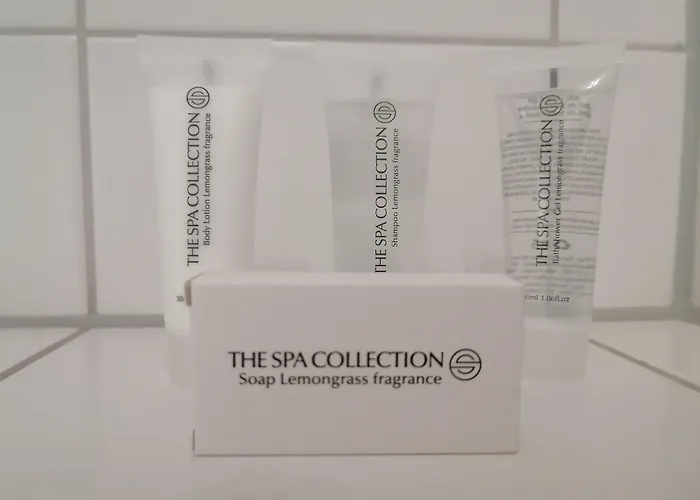 THE SPA COLLECTION
Body Lotion Lemongrass fragrance
THE SPA COLLECTION
Shampoo Lemongrass fragrance
THE SPA COLLECTION
Bath/Shower Gel Lemongrass fragrance
1.06fl.oz
THE SPA COLLECTION
Soap Lemongrass fragrance